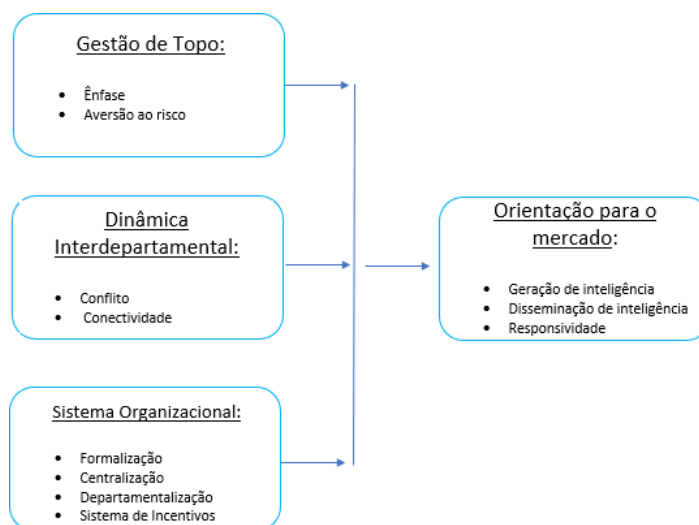 Gestão de Topo:
• Ênfase
• Aversão ao risco
Dinâmica
Interdepartamental:
• Conflito
• Conectividade
Sistema Organizacional:
• Formalização
• Centralização
• Departamentalização
• Sistema de Incentivos
Orientação para o
mercado:
• Geração de inteligência
• Disseminação de inteligência
• Responsividade